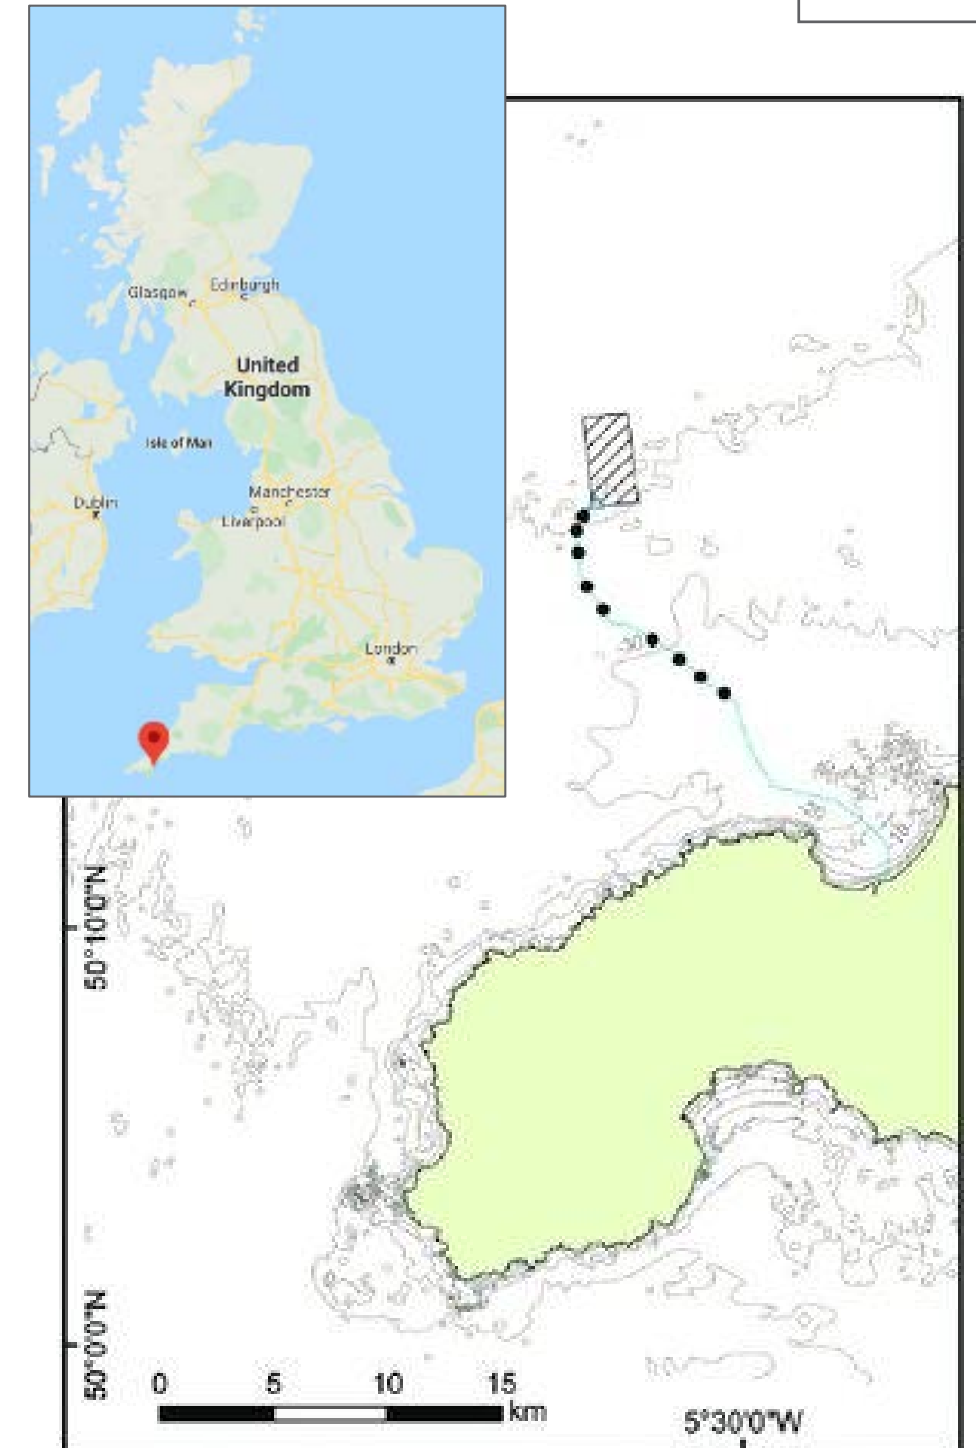 Glasgow
Edinburgh
United
Kingdom
Isle of Man
Dublin
Manchester
Liverpool
London
50
50°10'0"N
50°0'0"N
0 5 10 15
km
5°30'0"W